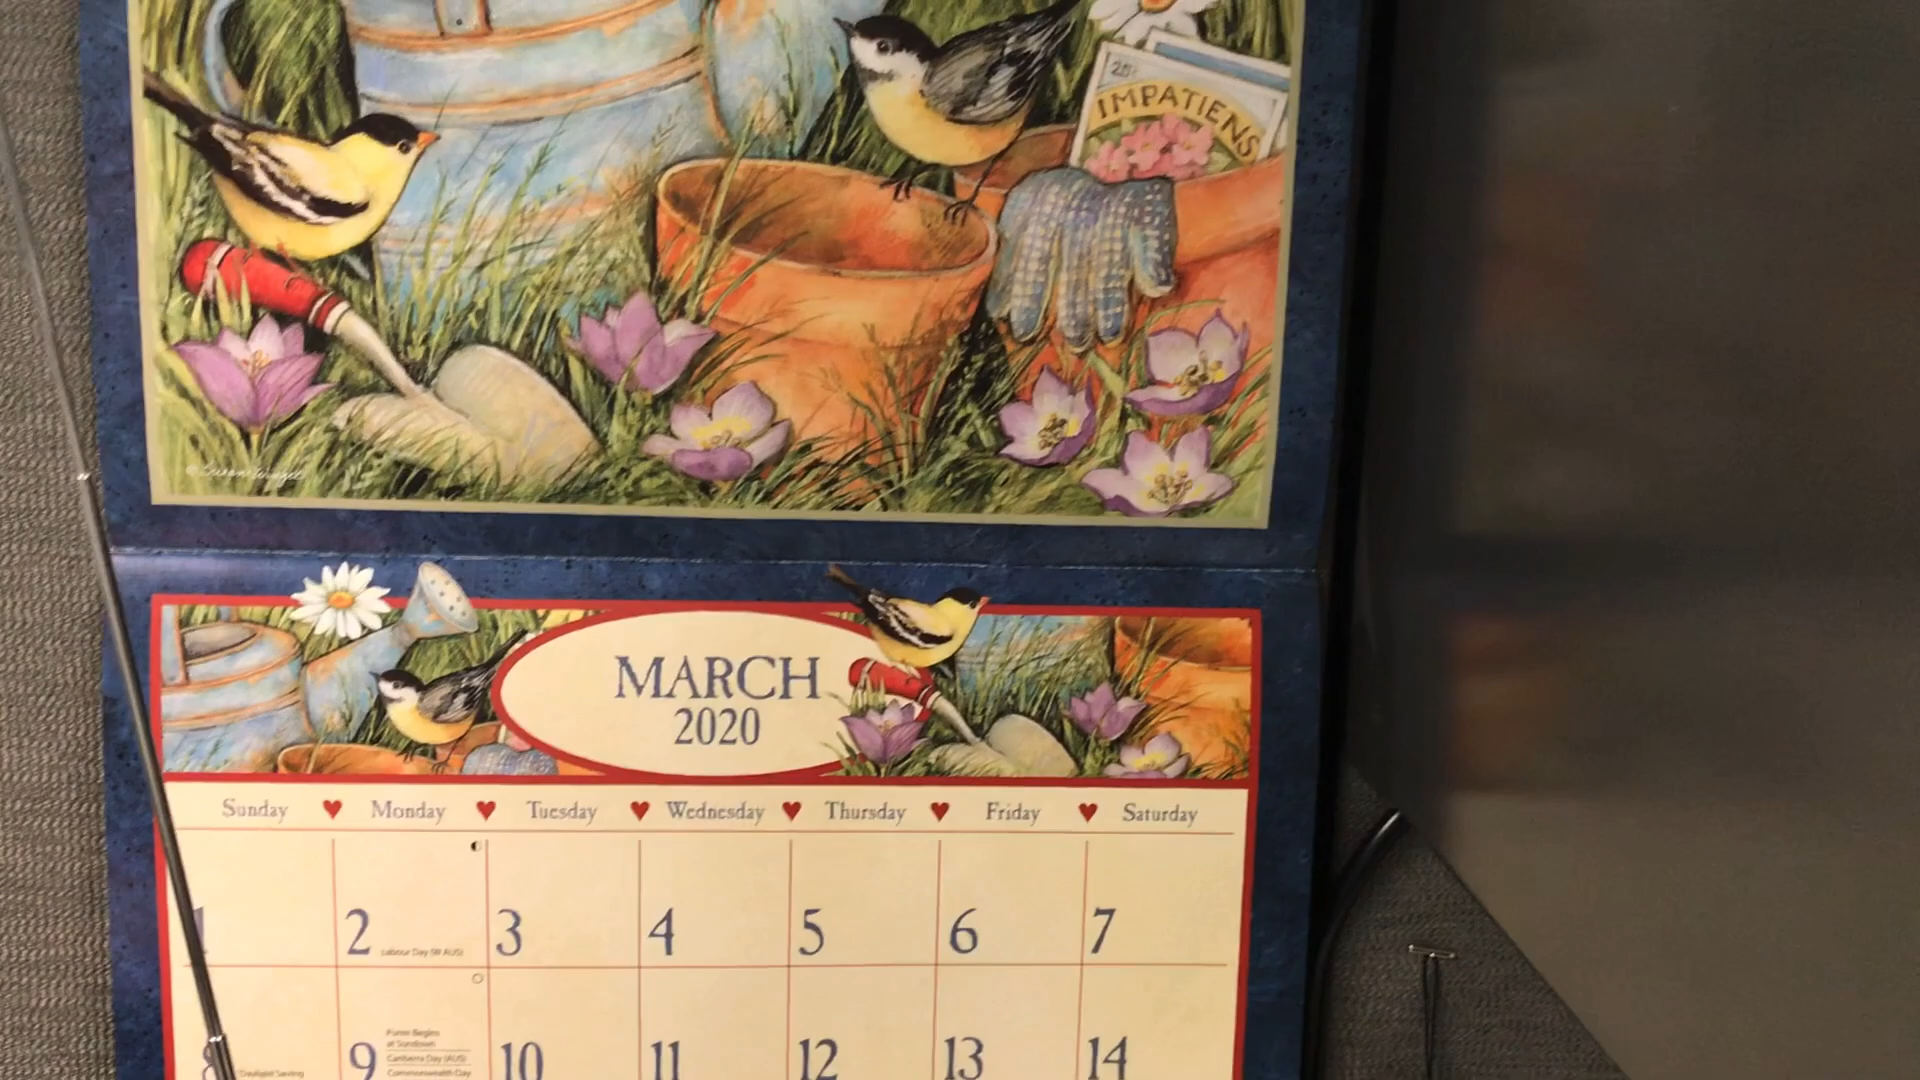 20¢
IMPATIENS
MARCH
2020
Sunday Monday Tuesday Wednesday Thursday Friday Saturday
1 2 Labour Day (W AUS) 3 4 5 6 7
Purim Begins
at Sundown
Canberra Day (AUS)
8 Daylight Saving 9 Commonwealth Day 10 11 12 13 14